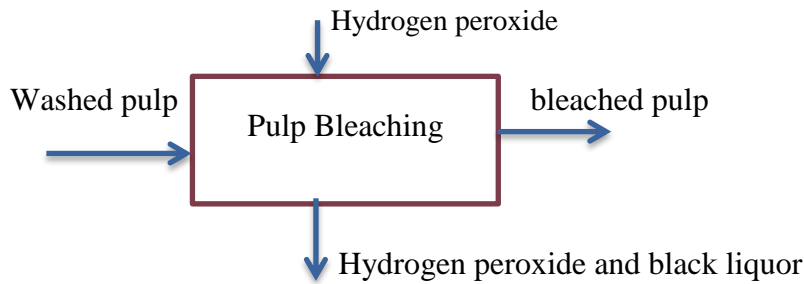 Hydrogen peroxide
Washed pulp
bleached pulp
Pulp Bleaching
Hydrogen peroxide and black liquor